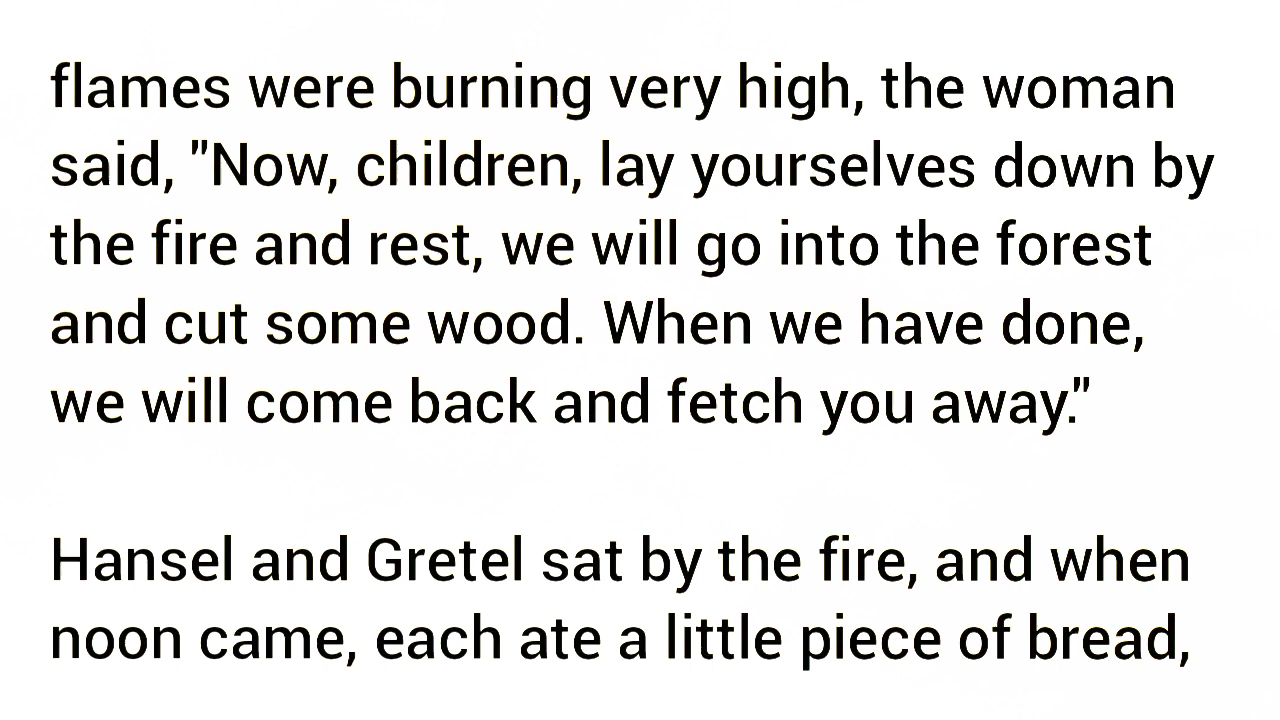 flames were burning very high, the woman
said, "Now, children, lay yourselves down by
the fire and rest, we will go into the forest
and cut some wood. When we have done,
we will come back and fetch you away."
Hansel and Gretel sat by the fire, and when
noon came, each ate a little piece of bread,